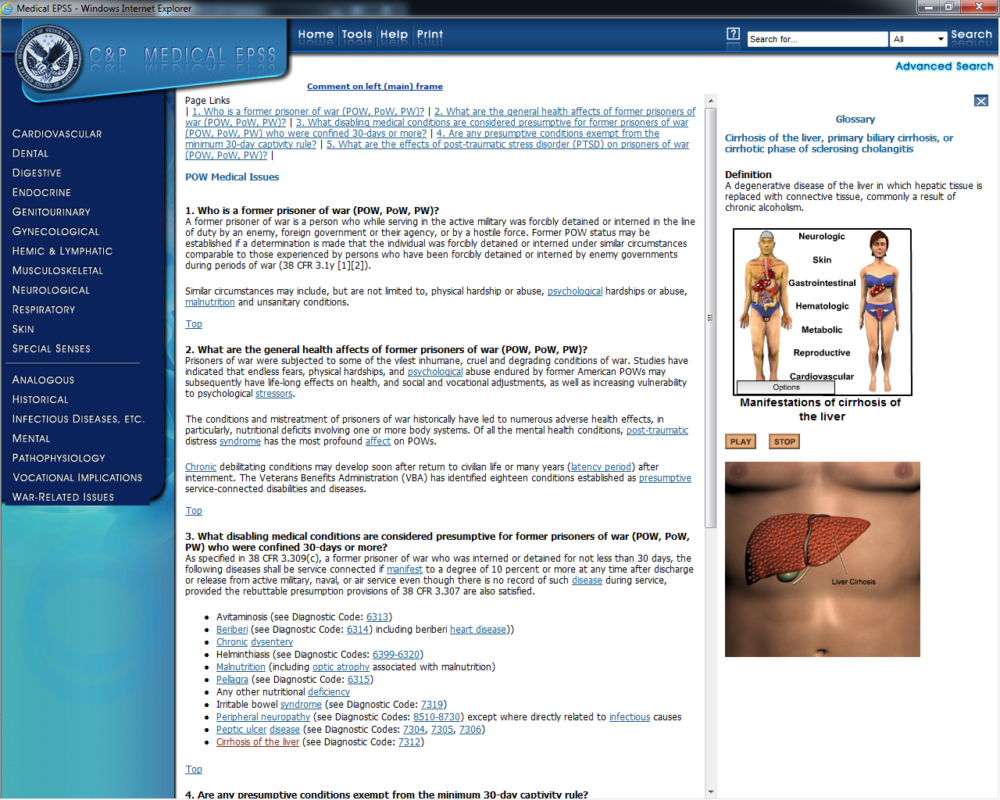 Medical EPSS - Windows Internet Explorer
C&P MEDICAL EPSS
Home Tools Help Print
? Search for... All Search
Advanced Search
Comment on left (main) frame
CARDIOVASCULAR
DENTAL
DIGESTIVE
ENDOCRINE
GENITOURINARY
GYNECOLOGICAL
HEMIC & LYMPHATIC
MUSCULOSKELETAL
NEUROLOGICAL
RESPIRATORY
SKIN
SPECIAL SENSES
ANALOGOUS
HISTORICAL
INFECTIOUS DISEASES, ETC.
MENTAL
PATHOPHYSIOLOGY
VOCATIONAL IMPLICATIONS
WAR-RELATED ISSUES
Page Links
| 1. Who is a former prisoner of war (POW, PoW, PW)? | 2. What are the general health affects of former prisoners of
war (POW, PoW, PW)? | 3. What disabling medical conditions are considered presumptive for former prisoners of war
(POW, PoW, PW) who were confined 30-days or more? | 4. Are any presumptive conditions exempt from the
minimum 30-day captivity rule? | 5. What are the effects of post-traumatic stress disorder (PTSD) on prisoners of war
(POW, PoW, PW)? |
POW Medical Issues
1. Who is a former prisoner of war (POW, PoW, PW)?
A former prisoner of war is a person who while serving in the active military was forcibly detained or interned in the line
of duty by an enemy, foreign government or their agency, or by a hostile force. Former POW status may be
established if a determination is made that the individual was forcibly detained or interned under similar circumstances
comparable to those experienced by persons who have been forcibly detained or interned by enemy governments
during periods of war (38 CFR 3.1y [1][2]).
Similar circumstances may include, but are not limited to, physical hardship or abuse, psychological hardships or abuse,
malnutrition and unsanitary conditions.
Top
2. What are the general health affects of former prisoners of war (POW, PoW, PW)?
Prisoners of war were subjected to some of the vilest inhumane, cruel and degrading conditions of war. Studies have
indicated that endless fears, physical hardships, and psychological abuse endured by former American POWs may
subsequently have life-long effects on health, and social and vocational adjustments, as well as increasing vulnerability
to psychological stressors.
The conditions and mistreatment of prisoners of war historically have led to numerous adverse health effects, in
particularly, nutritional deficits involving one or more body systems. Of all the mental health conditions, post-traumatic
distress syndrome has the most profound affect on POWs.
Chronic debilitating conditions may develop soon after return to civilian life or many years (latency period) after
internment. The Veterans Benefits Administration (VBA) has identified eighteen conditions established as presumptive
service-connected disabilities and diseases.
Top
3. What disabling medical conditions are considered presumptive for former prisoners of war (POW, PoW,
PW) who were confined 30-days or more?
As specified in 38 CFR 3.309(c), a former prisoner of war who was interned or detained for not less than 30 days, the
following diseases shall be service connected if manifest to a degree of 10 percent or more at any time after discharge
or release from active military, naval, or air service even though there is no record of such disease during service,
provided the rebuttable presumption provisions of 38 CFR 3.307 are also satisfied.
• Avitaminosis (see Diagnostic Code: 6313)
• Beriberi (see Diagnostic Code: 6314) including beriberi heart disease))
• Chronic dysentery
• Helminthiasis (see Diagnostic Codes: 6399-6320)
• Malnutrition (including optic atrophy associated with malnutrition)
• Pellagra (see Diagnostic Code: 6315)
• Any other nutritional deficiency
• Irritable bowel syndrome (see Diagnostic Code: 7319)
• Peripheral neuropathy (see Diagnostic Codes: 8510-8730) except where directly related to infectious causes
• Peptic ulcer disease (see Diagnostic Codes: 7304, 7305, 7306)
• Cirrhosis of the liver (see Diagnostic Code: 7312)
Top
4. Are any presumptive conditions exempt from the minimum 30-day captivity rule?
Glossary
Cirrhosis of the liver, primary biliary cirrhosis, or
cirrhotic phase of sclerosing cholangitis
Definition
A degenerative disease of the liver in which hepatic tissue is
replaced with connective tissue, commonly a result of
chronic alcoholism.
Neurologic
Skin
Gastrointestinal
Hematologic
Metabolic
Reproductive
Cardiovascular
Options
Manifestations of cirrhosis of
the liver
PLAY STOP
Liver Cirhosis